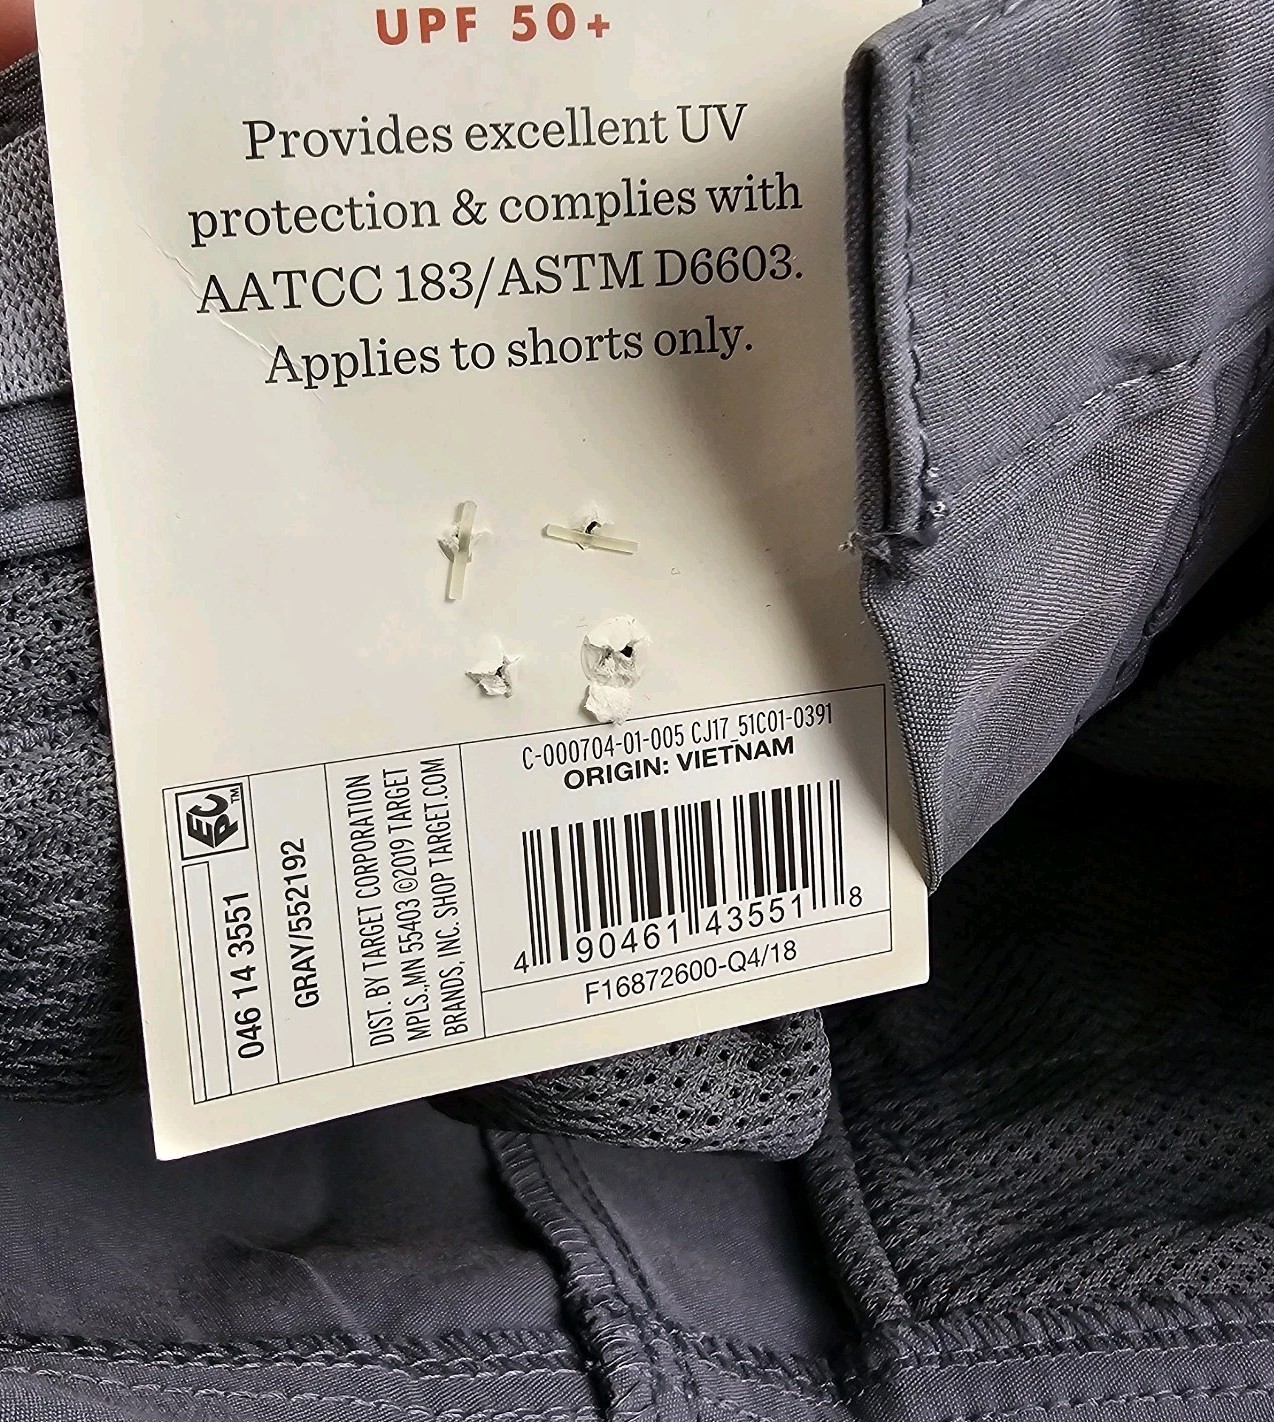 UPF 50+
Provides excellent UV
protection & complies with
AATCC 183/ASTM D6603.
Applies to shorts only.
C-000704-01-005 CJ17_51C01-0391
ORIGIN: VIETNAM
4 90461 43551 8
F16872600-Q4/18
DIST. BY TARGET CORPORATION
MPLS.,MN 55403 ©2019 TARGET
BRANDS, INC. SHOP TARGET.COM
GRAY/552192
046 14 3551
EPC™